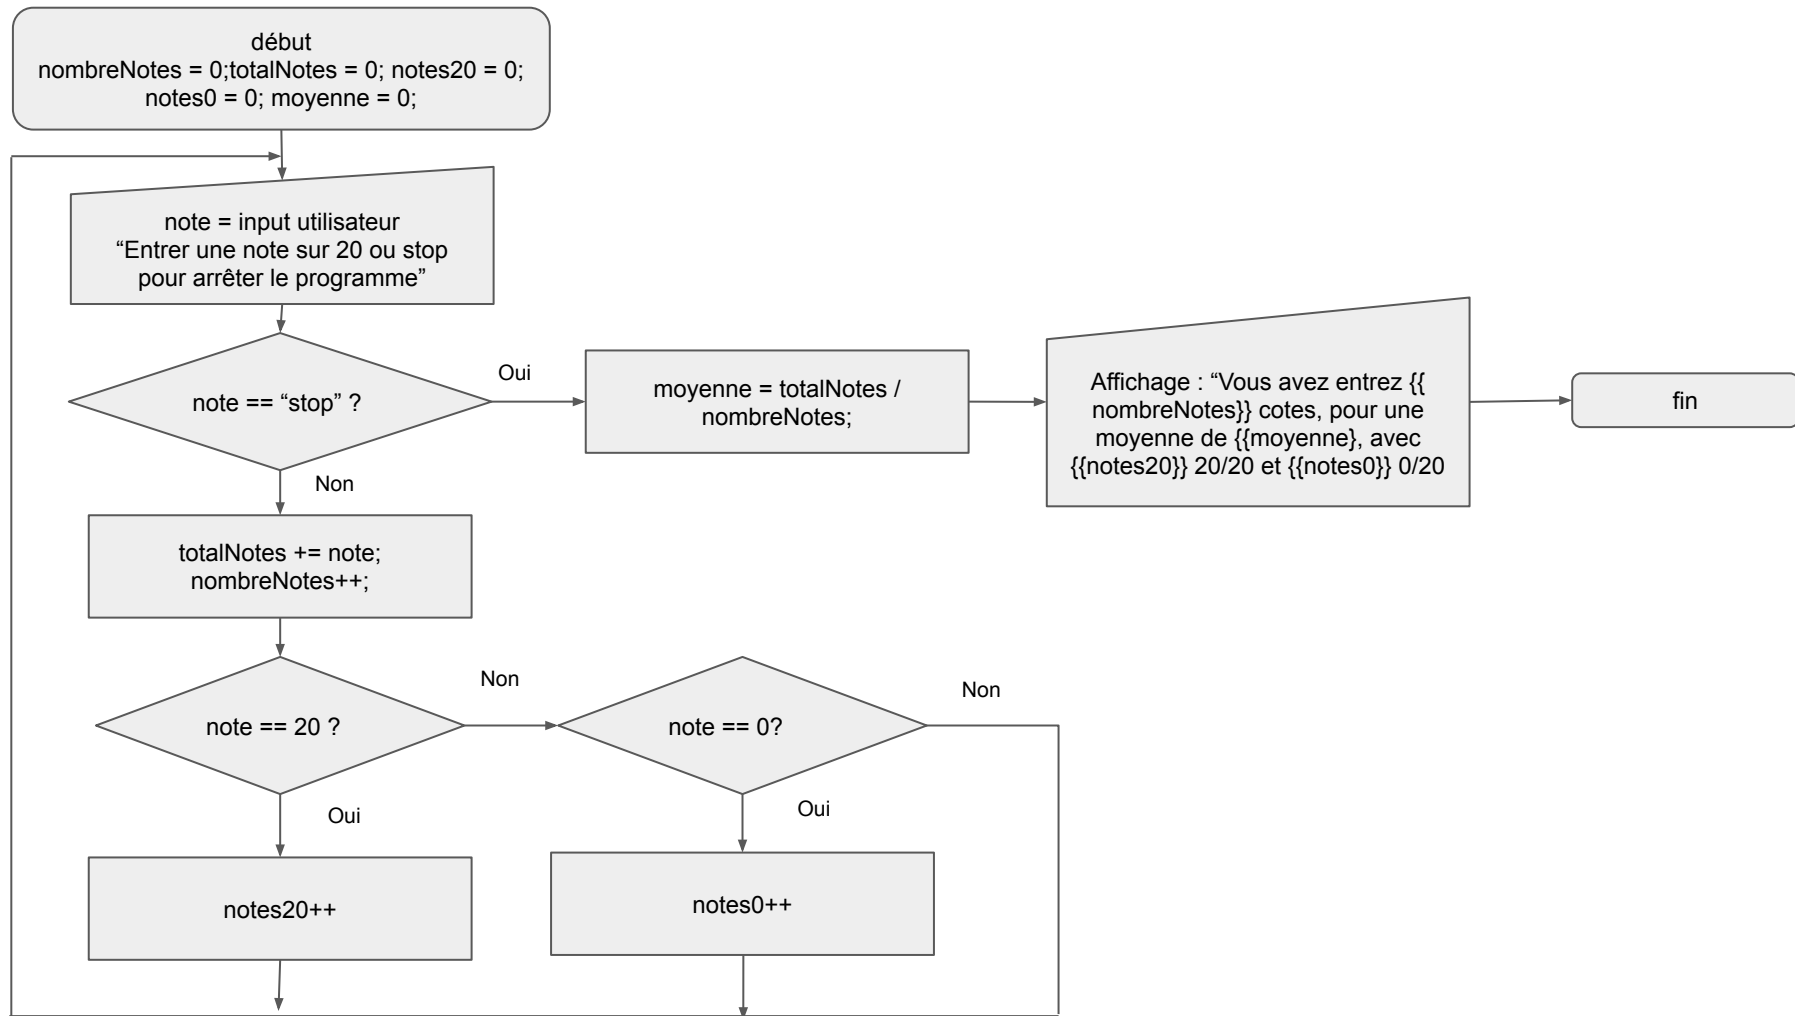 début
nombreNotes = 0;totalNotes = 0; notes20 = 0;
notes0 = 0; moyenne = 0;
note = input utilisateur
“Entrer une note sur 20 ou stop
pour arrêter le programme”
note == “stop” ?
Oui
moyenne = totalNotes /
nombreNotes;
Affichage : “Vous avez entrez {{
nombreNotes}} cotes, pour une
moyenne de {{moyenne}, avec
{{notes20}} 20/20 et {{notes0}} 0/20
fin
Non
totalNotes += note;
nombreNotes++;
note == 20 ?
Non
note == 0?
Non
Oui
Oui
notes20++
notes0++